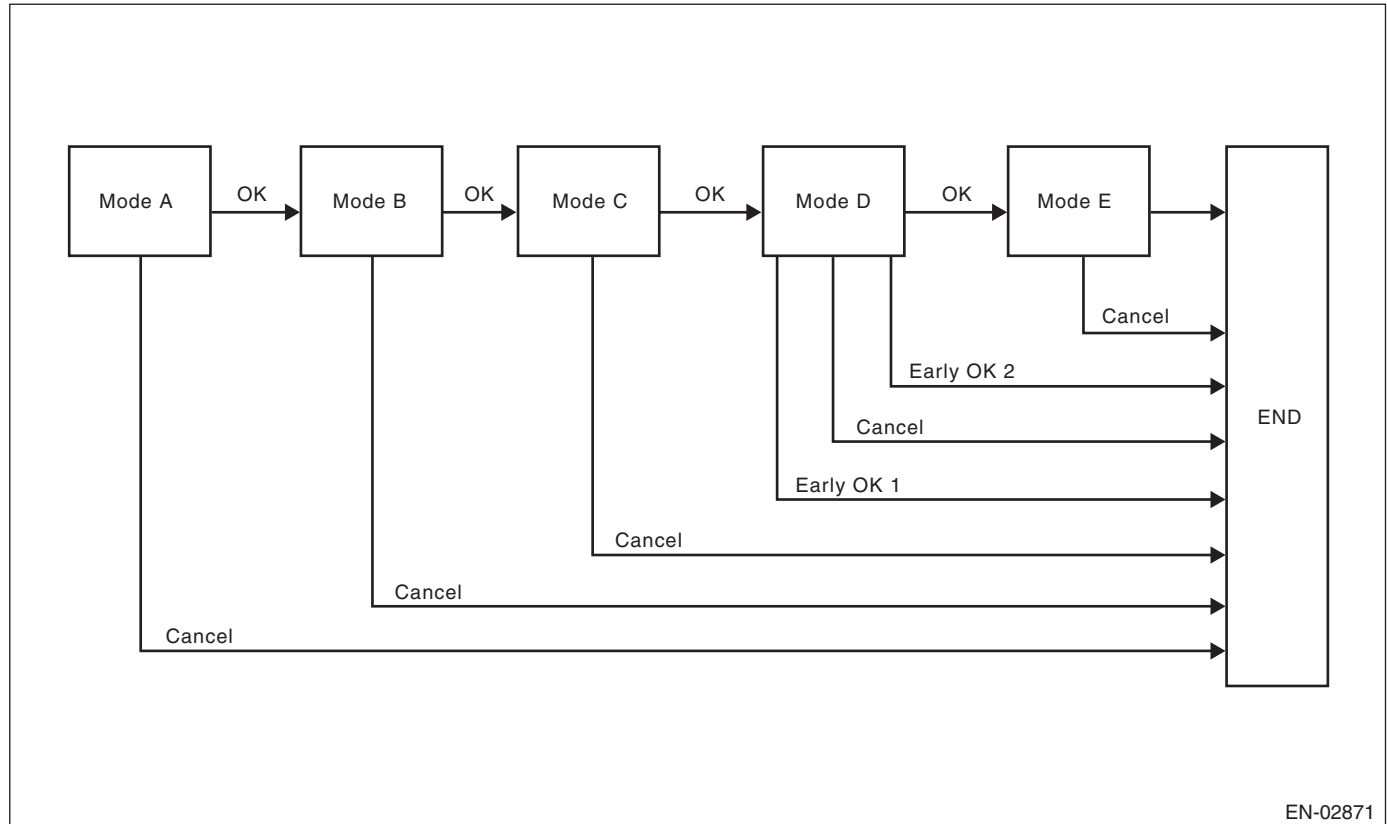 Mode A
OK
Mode B
OK
Mode C
OK
Mode D
OK
Mode E
Cancel
Early OK 2
Cancel
Early OK 1
Cancel
Cancel
Cancel
END
EN-02871